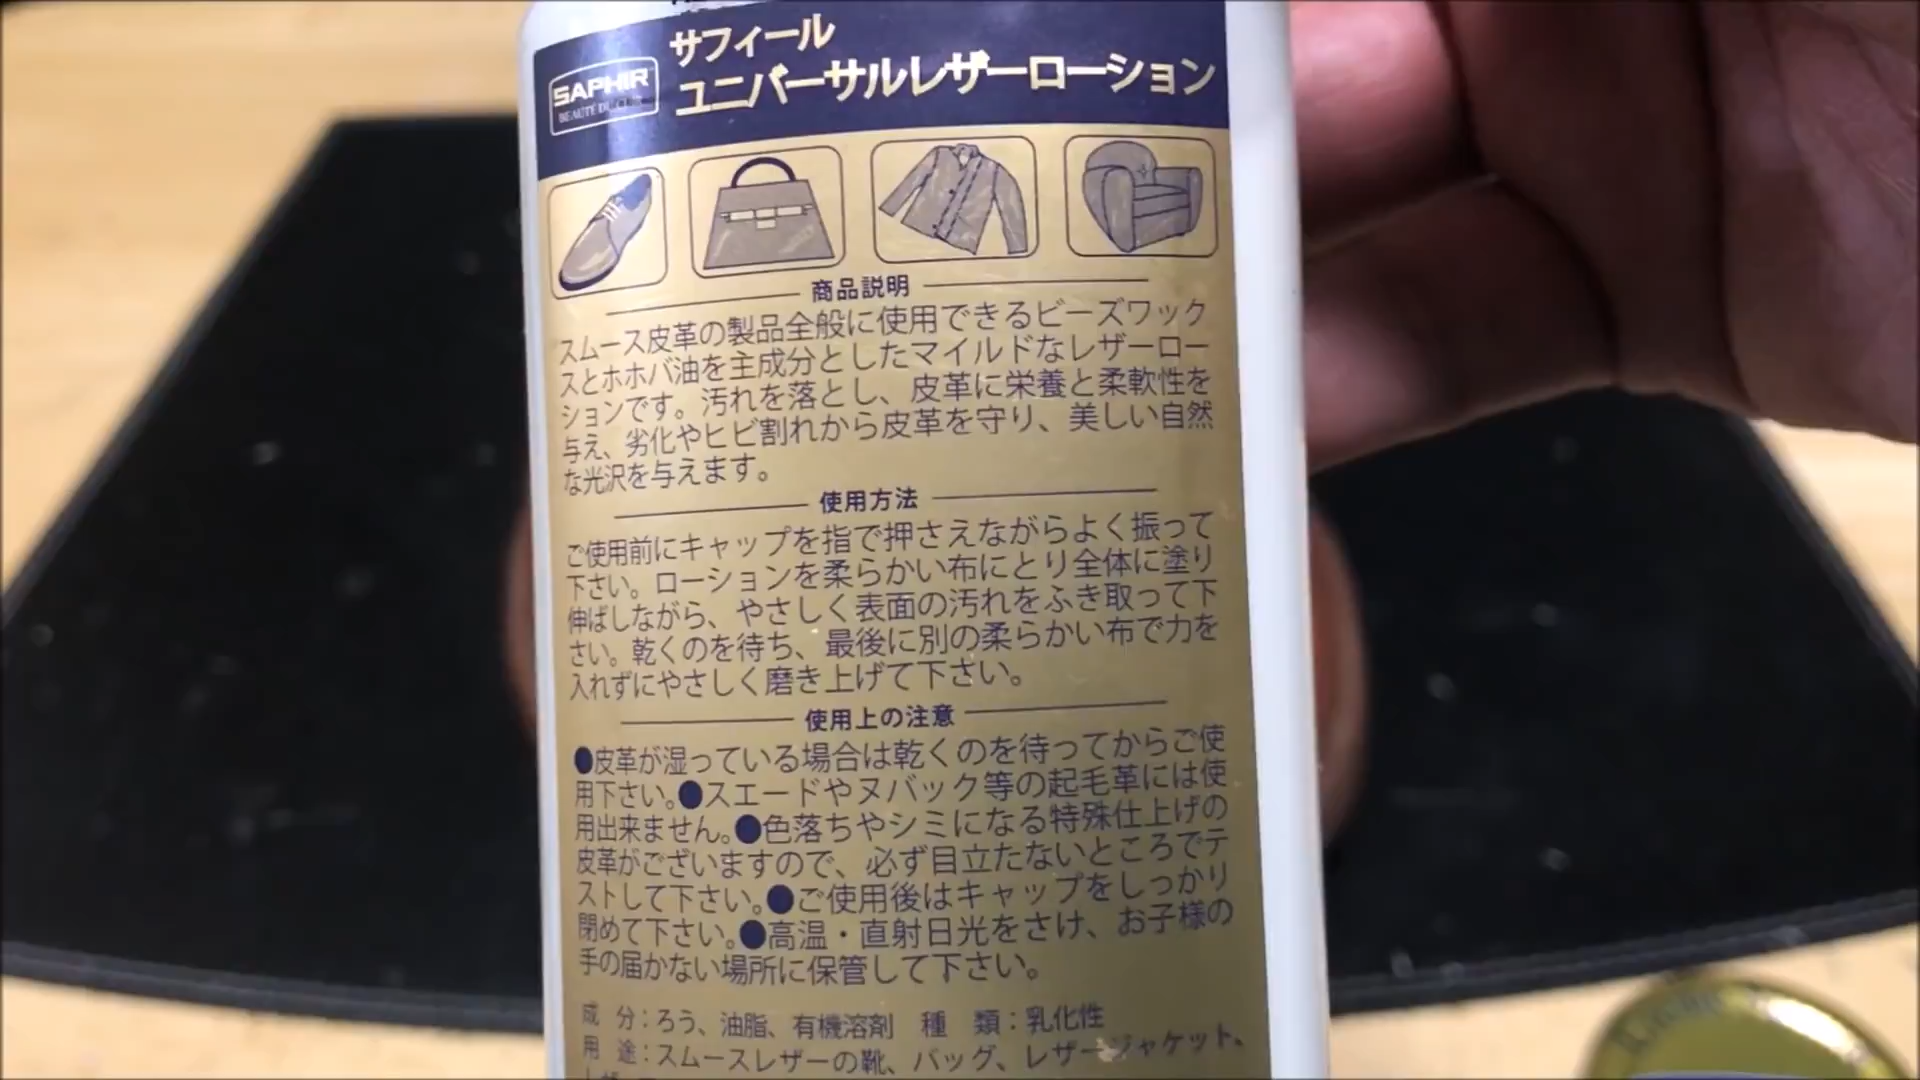 サフィール
SAPHIR
BEAUTÉ DU CUIR
ユニバーサルレザーローション
商品説明
スムース皮革の製品全般に使用できるビーズワック
スとホホバ油を主成分としたマイルドなレザーロー
ションです。汚れを落とし、皮革に栄養と柔軟性を
与え、劣化やヒビ割れから皮革を守り、美しい自然
な光沢を与えます。
使用方法
ご使用前にキャップを指で押さえながらよく振って
下さい。ローションを柔らかい布にとり全体に塗り
伸ばしながら、やさしく表面の汚れをふき取って下
さい。乾くのを待ち、最後に別の柔らかい布で力を
入れずにやさしく磨き上げて下さい。
使用上の注意
●皮革が湿っている場合は乾くのを待ってからご使
用下さい。●スエードやヌバック等の起毛革には使
用出来ません。●色落ちやシミになる特殊仕上げの
皮革がございますので、必ず目立たないところでテ
ストして下さい。●ご使用後はキャップをしっかり
閉めて下さい。●高温・直射日光をさけ、お子様の
手の届かない場所に保管して下さい。
成 分：ろう、油脂、有機溶剤 種 類：乳化性
用 途：スムースレザーの靴、バッグ、レザージャケット、